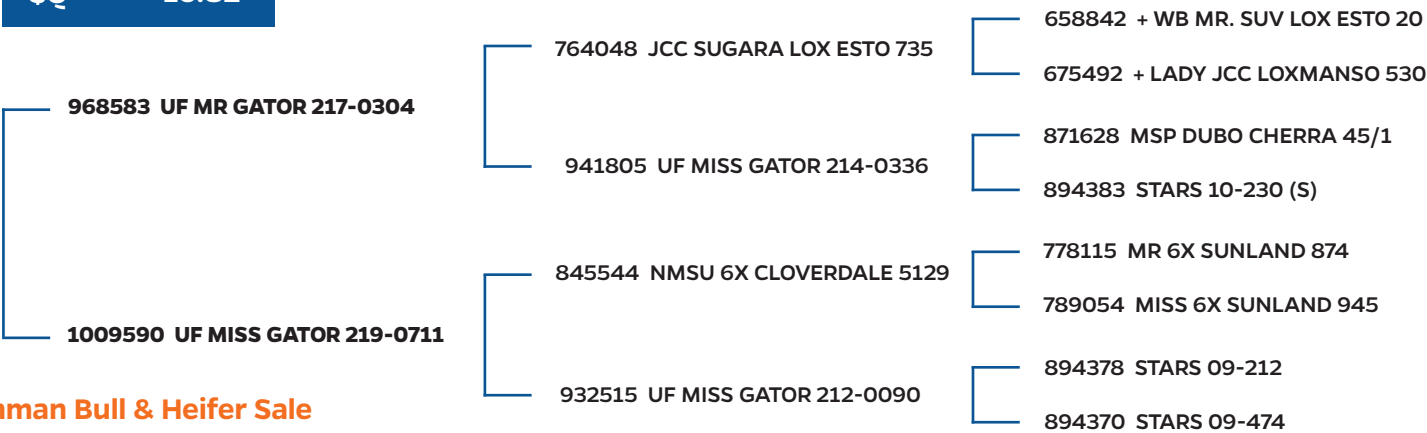 764048 JCC SUGARA LOX ESTO 735
658842 + WB MR. SUV LOX ESTO 20
675492 + LADY JCC LOXMANSO 530
968583 UF MR GATOR 217-0304
941805 UF MISS GATOR 214-0336
871628 MSP DUBO CHERRA 45/1
894383 STARS 10-230 (S)
845544 NMSU 6X CLOVERDALE 5129
778115 MR 6X SUNLAND 874
789054 MISS 6X SUNLAND 945
1009590 UF MISS GATOR 219-0711
932515 UF MISS GATOR 212-0090
894378 STARS 09-212
894370 STARS 09-474
Bull & Heifer Sale